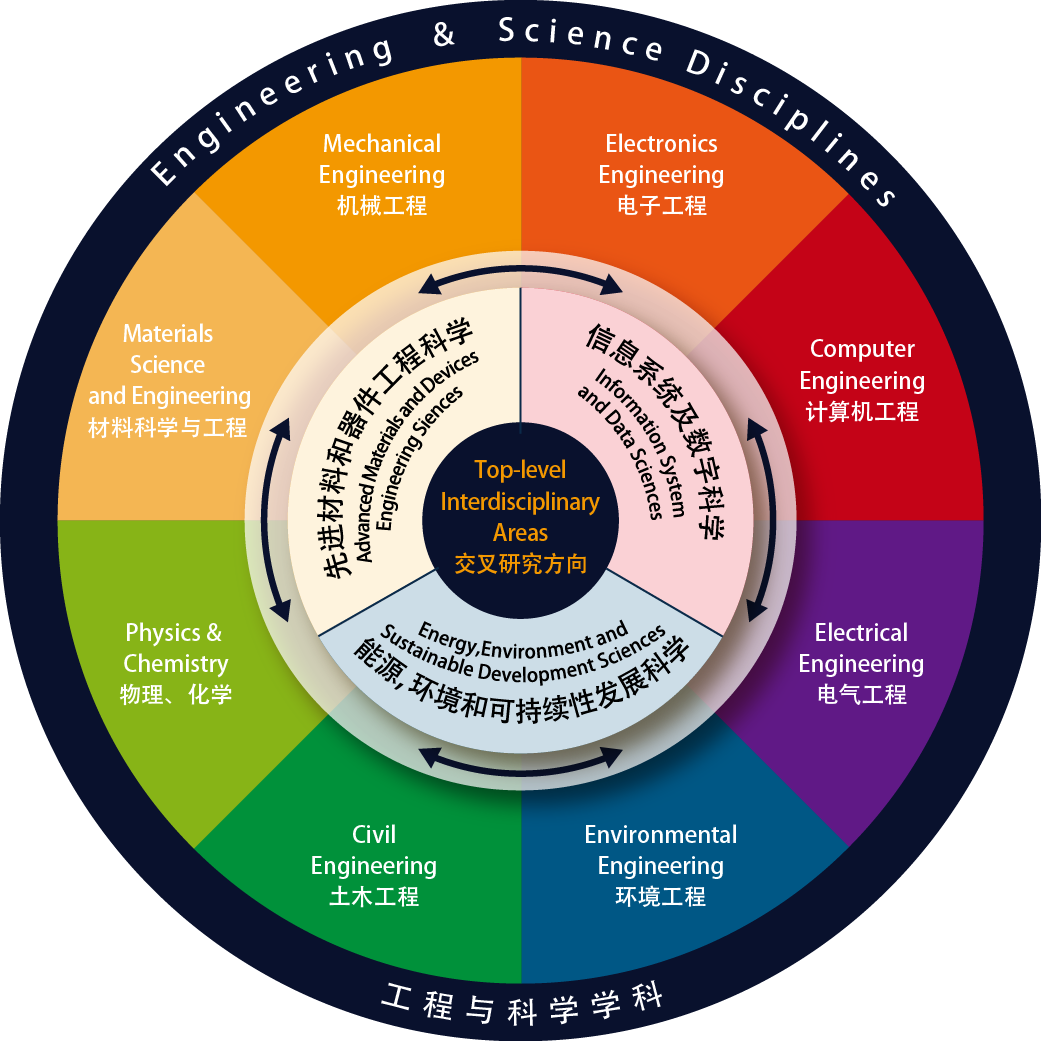 Engineering & Science Disciplines
Mechanical
Engineering
机械工程
Electronics
Engineering
电子工程
Materials
Science
and Engineering
材料科学与工程
Computer
Engineering
计算机工程
先进材料和器件工程科学
Advanced Materials and Devices
Engineering Siences
信息系统及数字科学
Information System
and Data Sciences
Top-level
Interdisciplinary
Areas
交叉研究方向
Energy,Environment and
Sustainable Development Sciences
能源,环境和可持续性发展科学
Physics &
Chemistry
物理、化学
Electrical
Engineering
电气工程
Civil
Engineering
土木工程
Environmental
Engineering
环境工程
工程与科学学科